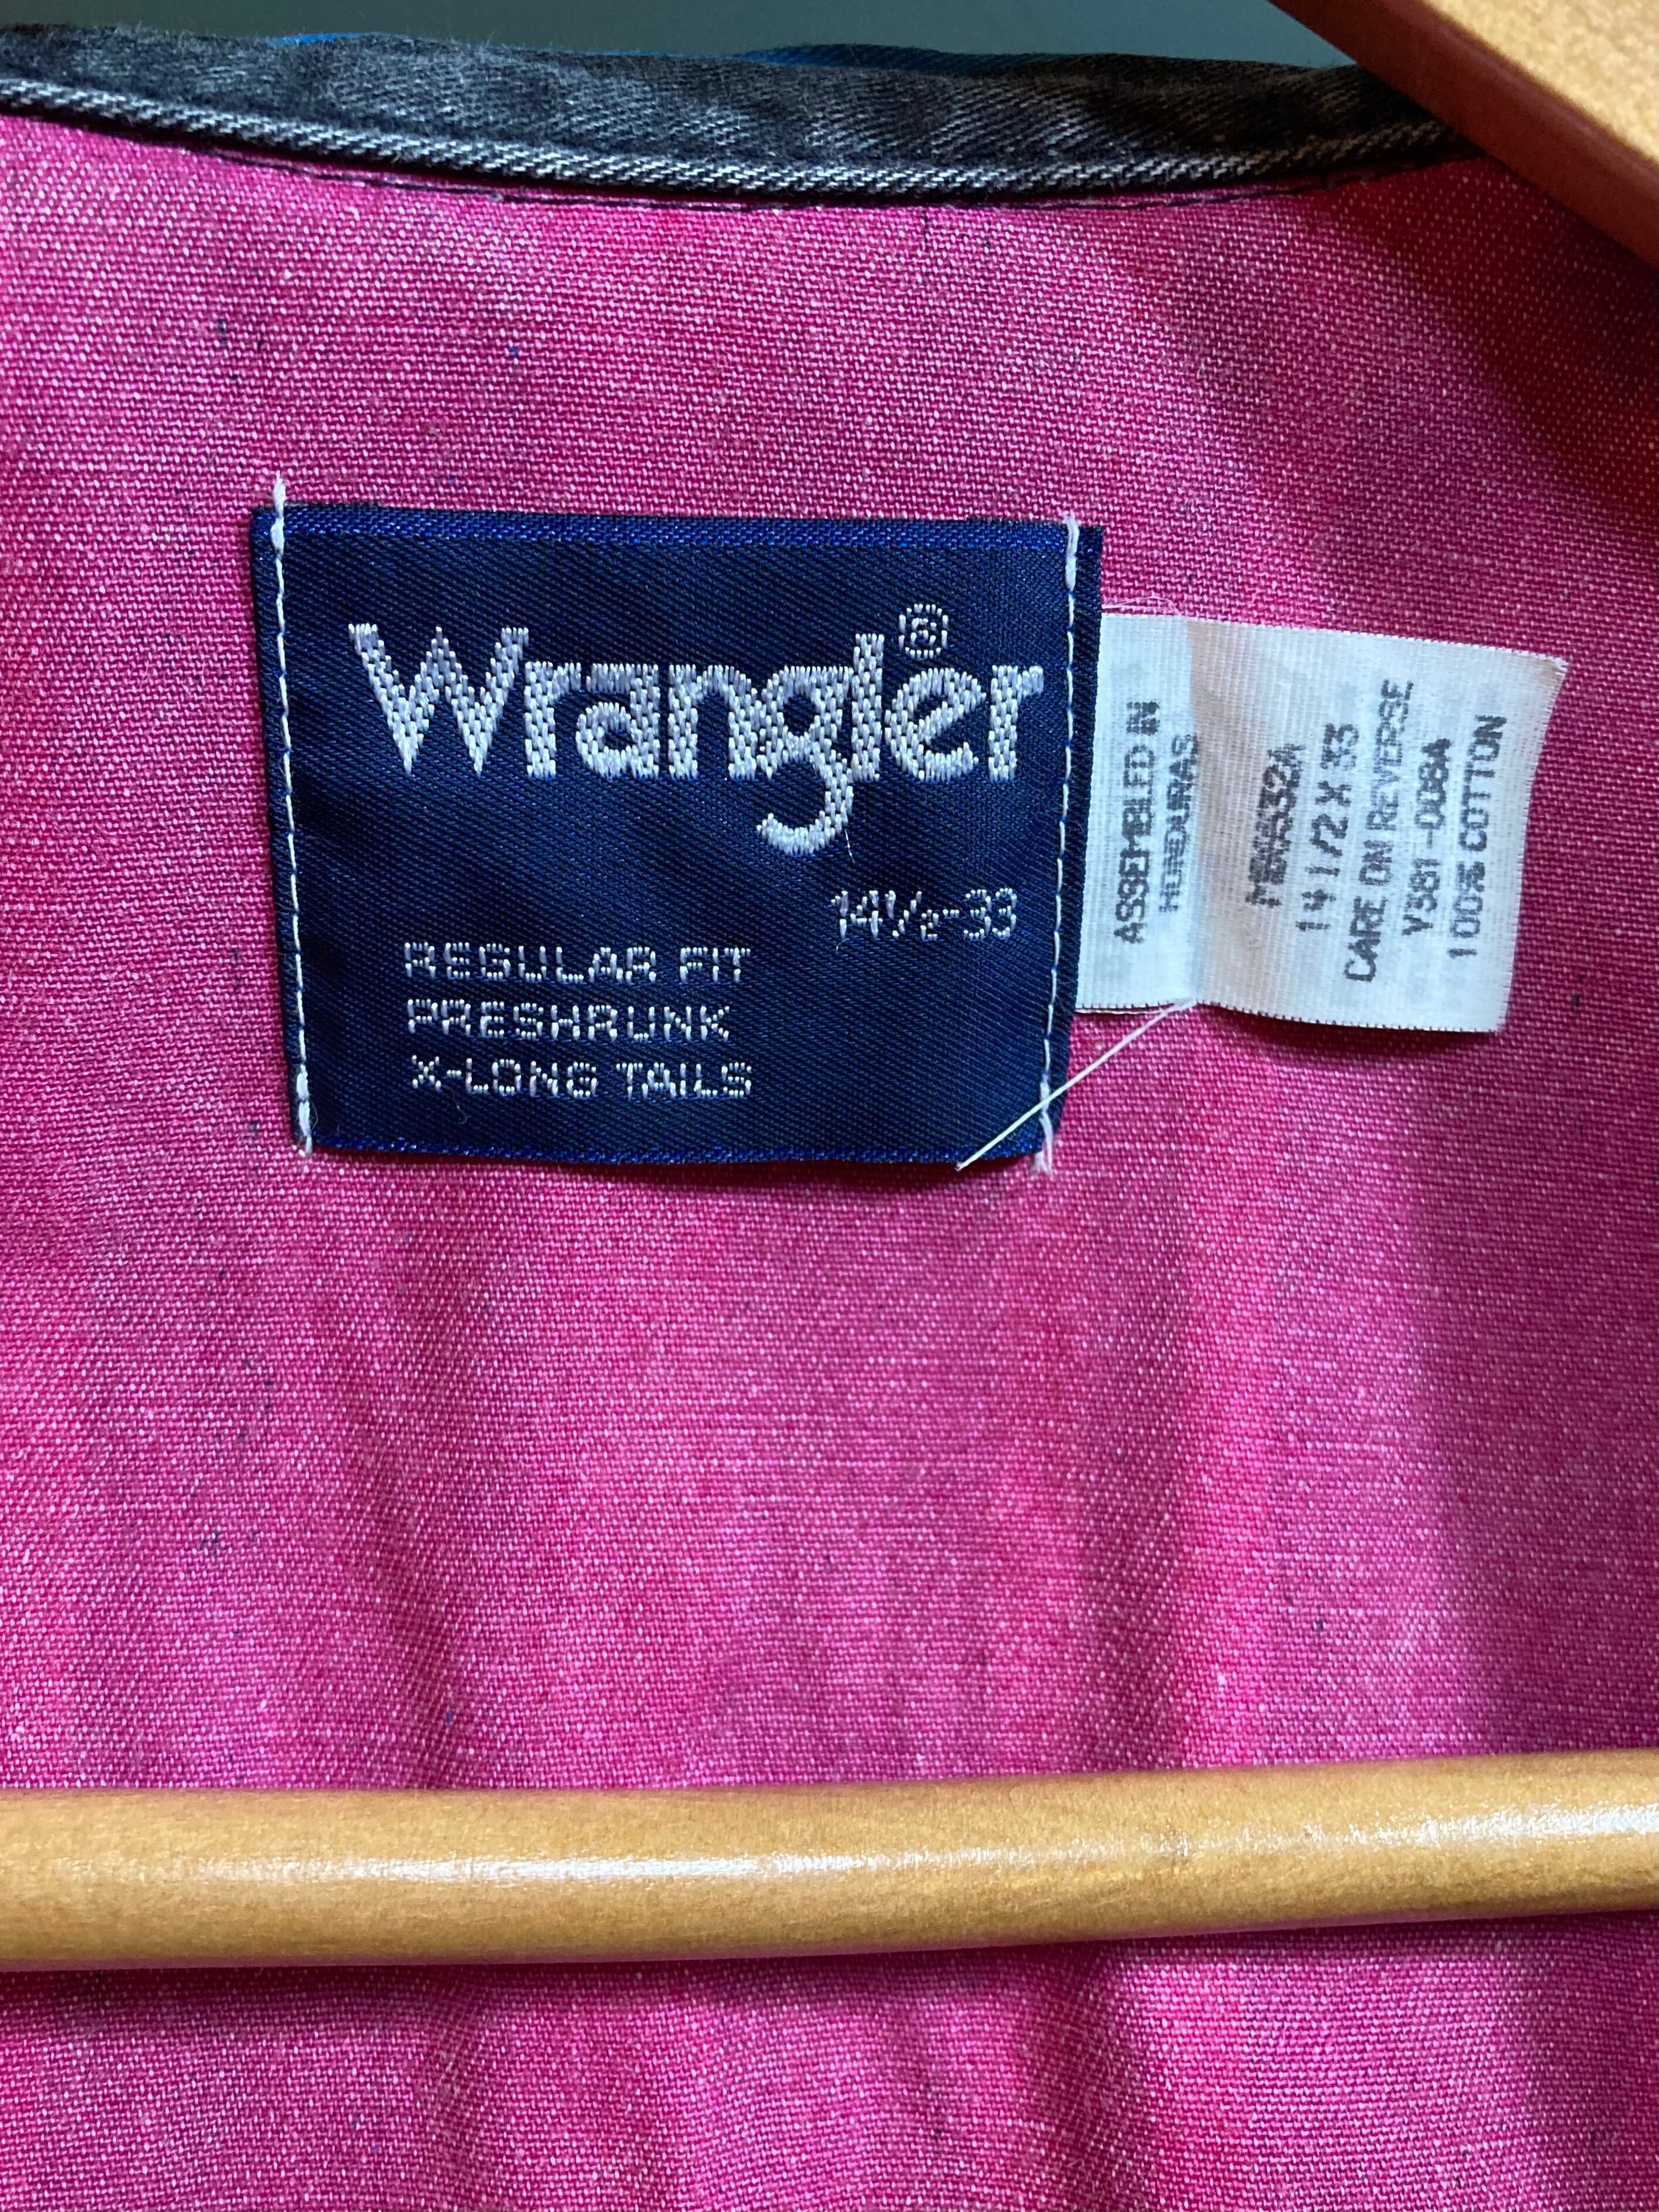 Wrangler®
14½-33
REGULAR FIT
PRESHRUNK
X-LONG TAILS
ASSEMBLED IN
HONDURAS
14 1/2 X 33
CARE ON REVERSE
100% COTTON